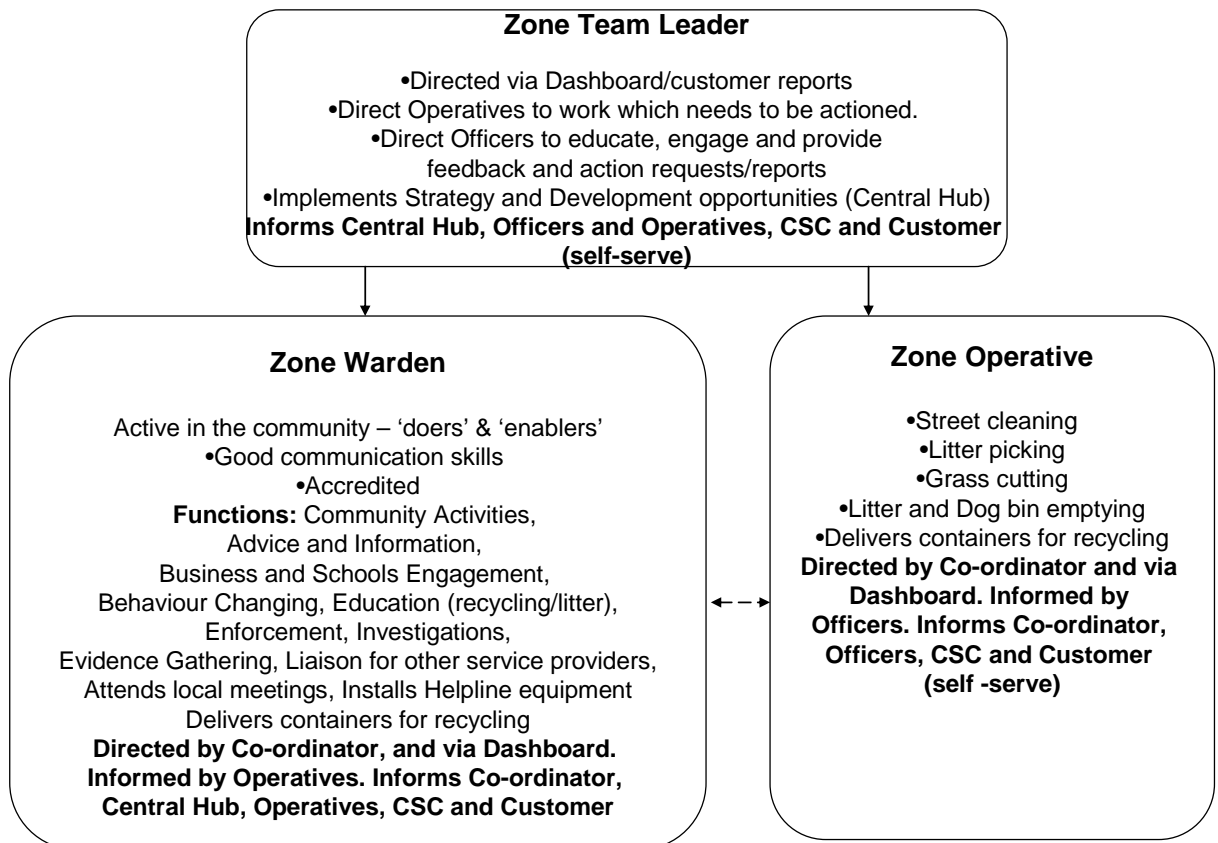 Zone Team Leader
•Directed via Dashboard/customer reports
•Direct Operatives to work which needs to be actioned.
•Direct Officers to educate, engage and provide
feedback and action requests/reports
•Implements Strategy and Development opportunities (Central Hub)
Informs Central Hub, Officers and Operatives, CSC and Customer
(self-serve)
Zone Warden
Active in the community – ‘doers’ & ‘enablers’
•Good communication skills
•Accredited
Functions: Community Activities,
Advice and Information,
Business and Schools Engagement,
Behaviour Changing, Education (recycling/litter),
Enforcement, Investigations,
Evidence Gathering, Liaison for other service providers,
Attends local meetings, Installs Helpline equipment
Delivers containers for recycling
Directed by Co-ordinator, and via Dashboard.
Informed by Operatives. Informs Co-ordinator,
Central Hub, Operatives, CSC and Customer
Zone Operative
•Street cleaning
•Litter picking
•Grass cutting
•Litter and Dog bin emptying
•Delivers containers for recycling
Directed by Co-ordinator and via
Dashboard. Informed by
Officers. Informs Co-ordinator,
Officers, CSC and Customer
(self -serve)